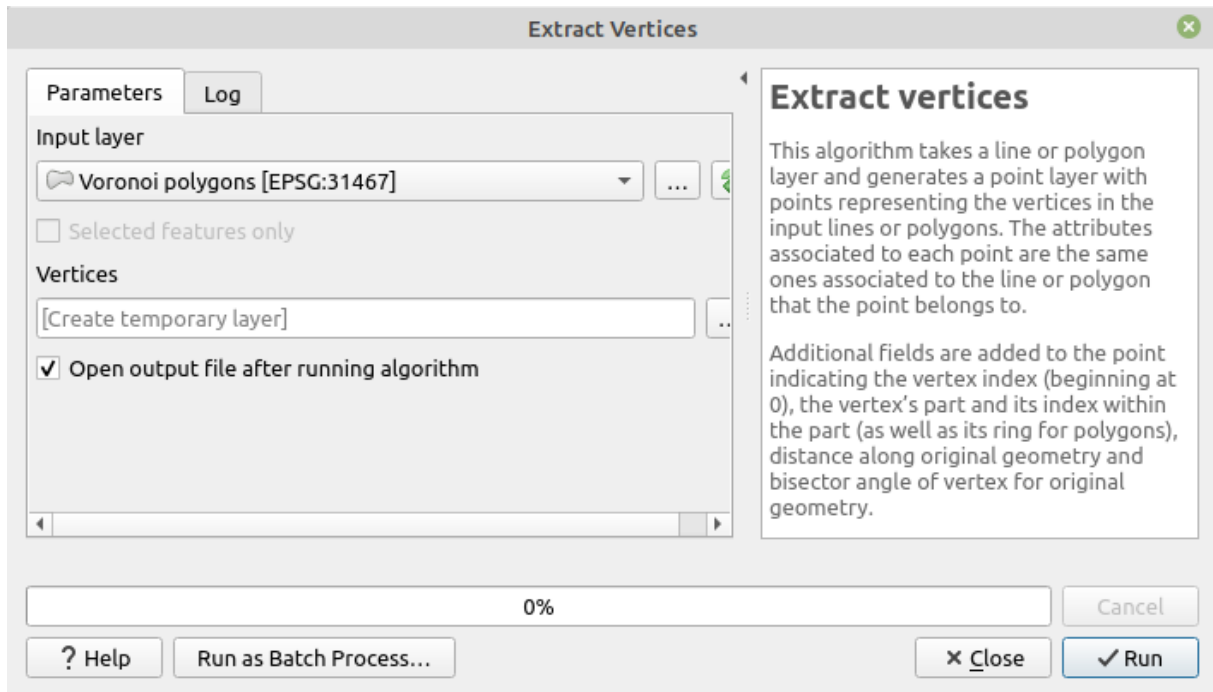 Extract Vertices
Parameters
Log
Input layer
Voronoi polygons [EPSG:31467]
...
Selected features only
Vertices
[Create temporary layer]
..
Open output file after running algorithm
Extract vertices
This algorithm takes a line or polygon
layer and generates a point layer with
points representing the vertices in the
input lines or polygons. The attributes
associated to each point are the same
ones associated to the line or polygon
that the point belongs to.
Additional fields are added to the point
indicating the vertex index (beginning at
0), the vertex’s part and its index within
the part (as well as its ring for polygons),
distance along original geometry and
bisector angle of vertex for original
geometry.
0%
Cancel
? Help
Run as Batch Process...
Close
Run